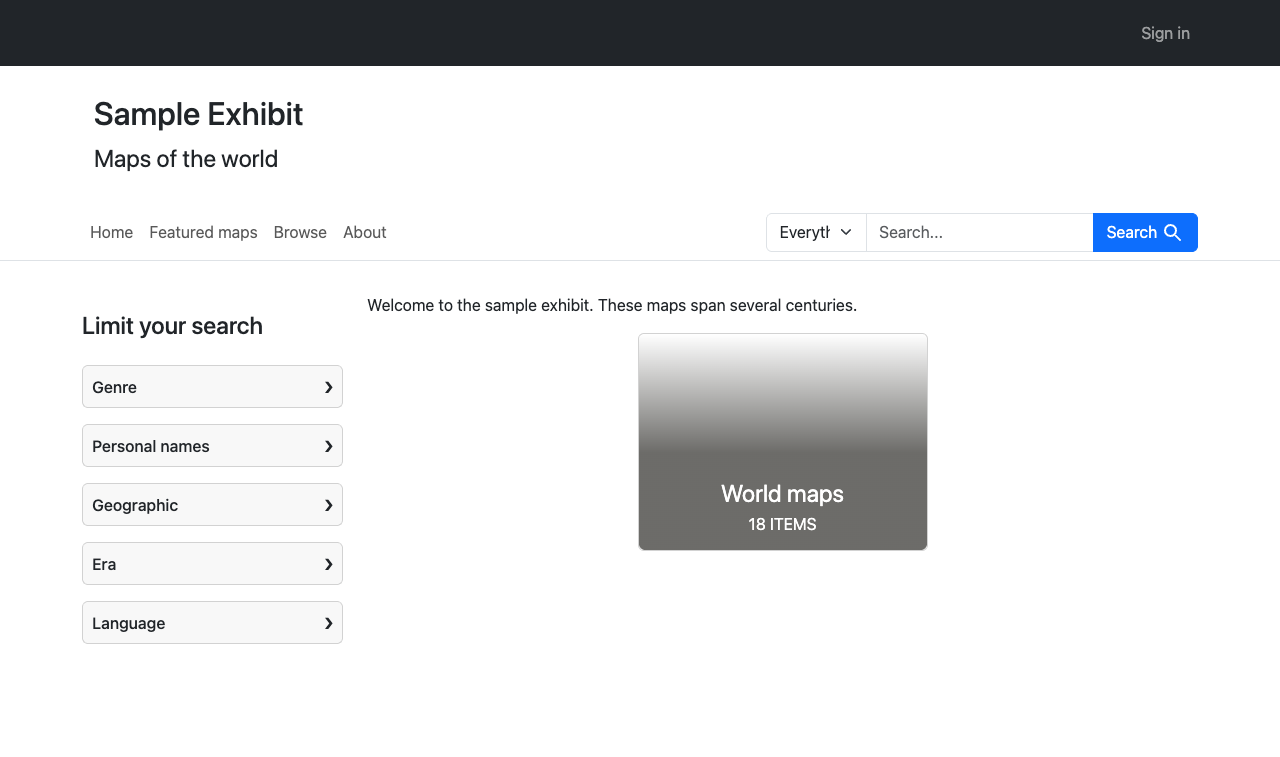 Sign in
Sample Exhibit
Maps of the world
Home Featured maps Browse About
Search...
Search
Limit your search
Genre
Personal names
Geographic
Era
Language
Welcome to the sample exhibit. These maps span several centuries.
World maps
18 ITEMS